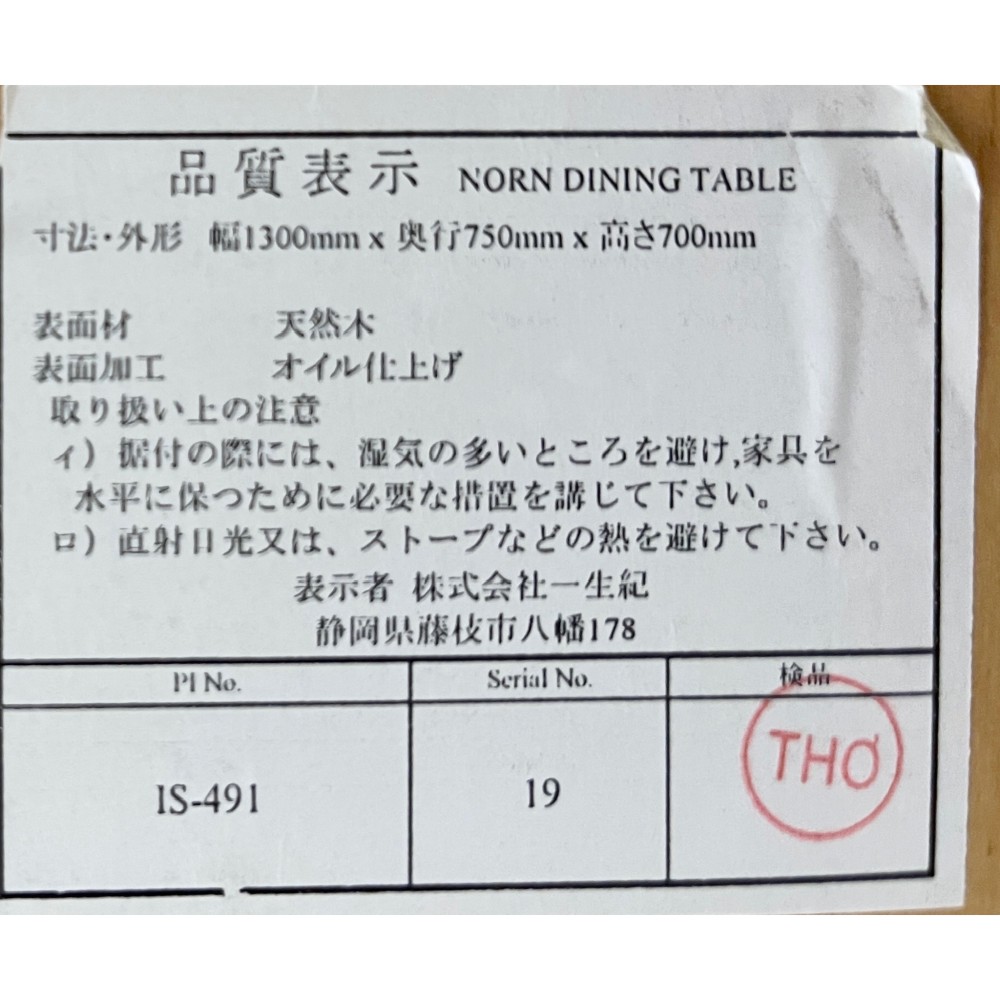 品質表示 NORN DINING TABLE
寸法・外形 幅1300mm x 奥行750mm x 高さ700mm
表面材 天然木
表面加工 オイル仕上げ
取り扱い上の注意
ィ）据付の際には、湿気の多いところを避け,家具を
水平に保つために必要な措置を講じて下さい。
ロ）直射日光又は、ストーブなどの熱を避けて下さい。
表示者 株式会社一生紀
静岡県藤枝市八幡178
PI No. Serial No. 検品
IS-491 19 THƠ